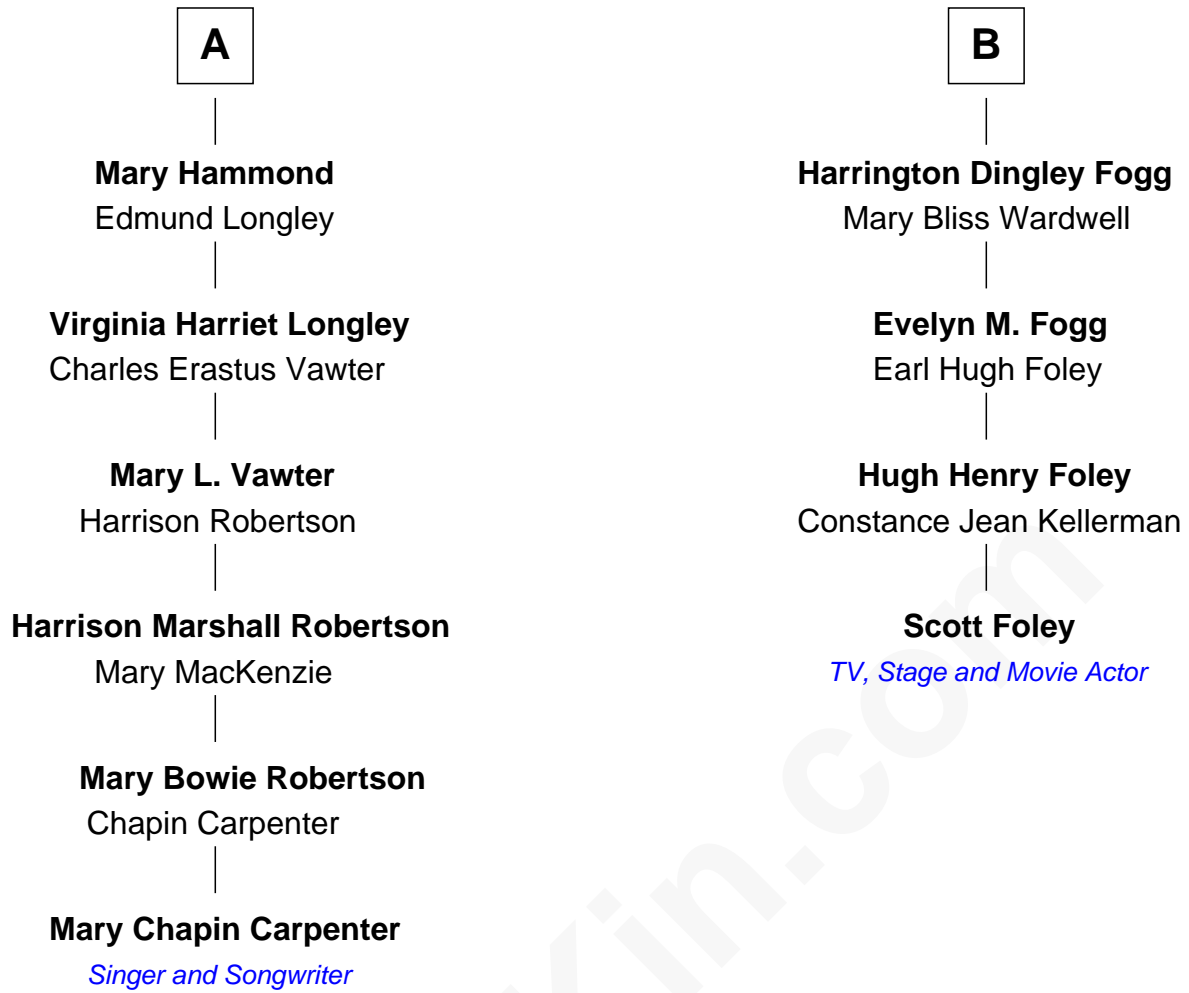 A
Mary Hammond
Edmund Longley
Virginia Harriet Longley
Charles Erastus Vawter
Mary L. Vawter
Harrison Robertson
Harrison Marshall Robertson
Mary MacKenzie
Mary Bowie Robertson
Chapin Carpenter
Mary Chapin Carpenter
Singer and Songwriter
B
Harrington Dingley Fogg
Mary Bliss Wardwell
Evelyn M. Fogg
Earl Hugh Foley
Hugh Henry Foley
Constance Jean Kellerman
Scott Foley
TV, Stage and Movie Actor
kin.com